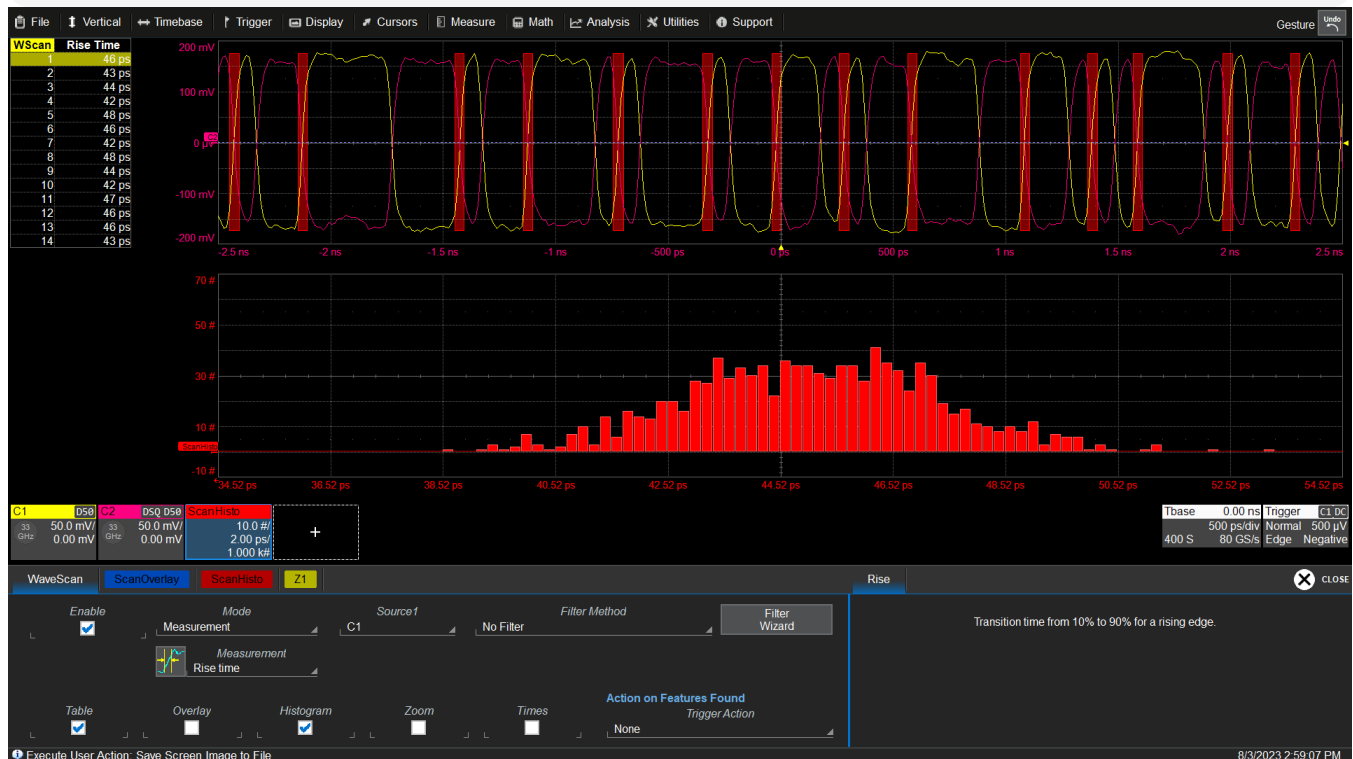 File Vertical Timebase Trigger Display Cursors Measure Math Analysis Utilities Support Gesture Undo
WScan Rise Time
1 46 ps
2 43 ps
3 44 ps
4 42 ps
5 48 ps
6 46 ps
7 42 ps
8 48 ps
9 44 ps
10 42 ps
11 47 ps
12 46 ps
13 46 ps
14 43 ps
200 mV
100 mV
C2
0 µV
-100 mV
-200 mV
-2.5 ns -2 ns -1.5 ns -1 ns -500 ps 0 ps 500 ps 1 ns 1.5 ns 2 ns 2.5 ns
70 #
50 #
30 #
10 #
ScanHisto
-10 #
34.52 ps 36.52 ps 38.52 ps 40.52 ps 42.52 ps 44.52 ps 46.52 ps 48.52 ps 50.52 ps 52.52 ps 54.52 ps
C1 D50 C2 DSQ D50 ScanHisto Tbase 0.00 ns Trigger C1 DC
33 GHz 50.0 mV/ 33 GHz 50.0 mV/ 10.0 #/ 500 ps/div Normal 500 µV
0.00 mV 0.00 mV 2.00 ps/ 400 S 80 GS/s Edge Negative
1.000 k#
+
WaveScan ScanOverlay ScanHisto Z1 Rise CLOSE
Enable Mode Source1 Filter Method
Measurement C1 No Filter Filter Wizard
Transition time from 10% to 90% for a rising edge.
Measurement
Rise time
Action on Features Found
Table Overlay Histogram Zoom Times Trigger Action
None
Execute User Action: Save Screen Image to File 8/3/2023 2:59:07 PM